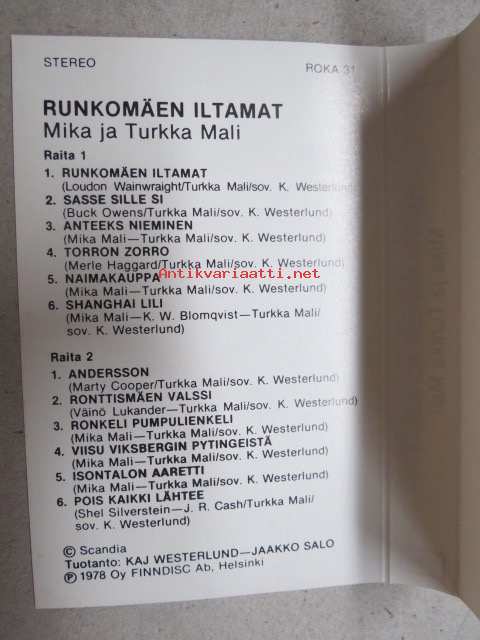 STEREO ROKA 31
RUNKOMÄEN ILTAMAT
Mika ja Turkka Mali
Raita 1
1. RUNKOMÄEN ILTAMAT
(Loudon Wainwraight/Turkka Mali/sov. K. Westerlund)
2. SASSE SILLE SI
(Buck Owens/Turkka Mali/sov. K. Westerlund)
3. ANTEEKS NIEMINEN
(Mika Mali—Turkka Mali/sov. K. Westerlund)
4. TORRON ZORRO
(Merle Haggard/Turkka Mali/sov. K. Westerlund)
5. NAIMAKAUPPA
Antikvariaatti.net
(Mika Mali—Turkka Mali/sov. K. Westerlund)
6. SHANGHAI LILI
(Mika Mali—K. W. Blomqvist—Turkka Mali/
sov. K. Westerlund)
Raita 2
1. ANDERSSON
(Marty Cooper/Turkka Mali/sov. K. Westerlund)
2. RONTTISMÄEN VALSSI
(Väinö Lukander—Turkka Mali/sov. K. Westerlund)
3. RONKELI PUMPULIENKELI
(Mika Mali—Turkka Mali/sov. K. Westerlund)
4. VIISU VIKSBERGIN PYTINGEISTÄ
(Mika Mali—Turkka Mali/sov. K. Westerlund)
5. ISONTALON AARETTI
(Mika Mali—Turkka Mali/sov. K. Westerlund)
6. POIS KAIKKI LÄHTEE
(Shel Silverstein—J. R. Cash/Turkka Mali/
sov. K. Westerlund)
© Scandia
Tuotanto: KAJ WESTERLUND—JAAKKO SALO
℗ 1978 Oy FINNDISC Ab, Helsinki